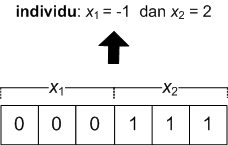 individu: x₁ = -1 dan x₂ = 2
x₁ x₂
0 0 0 1 1 1